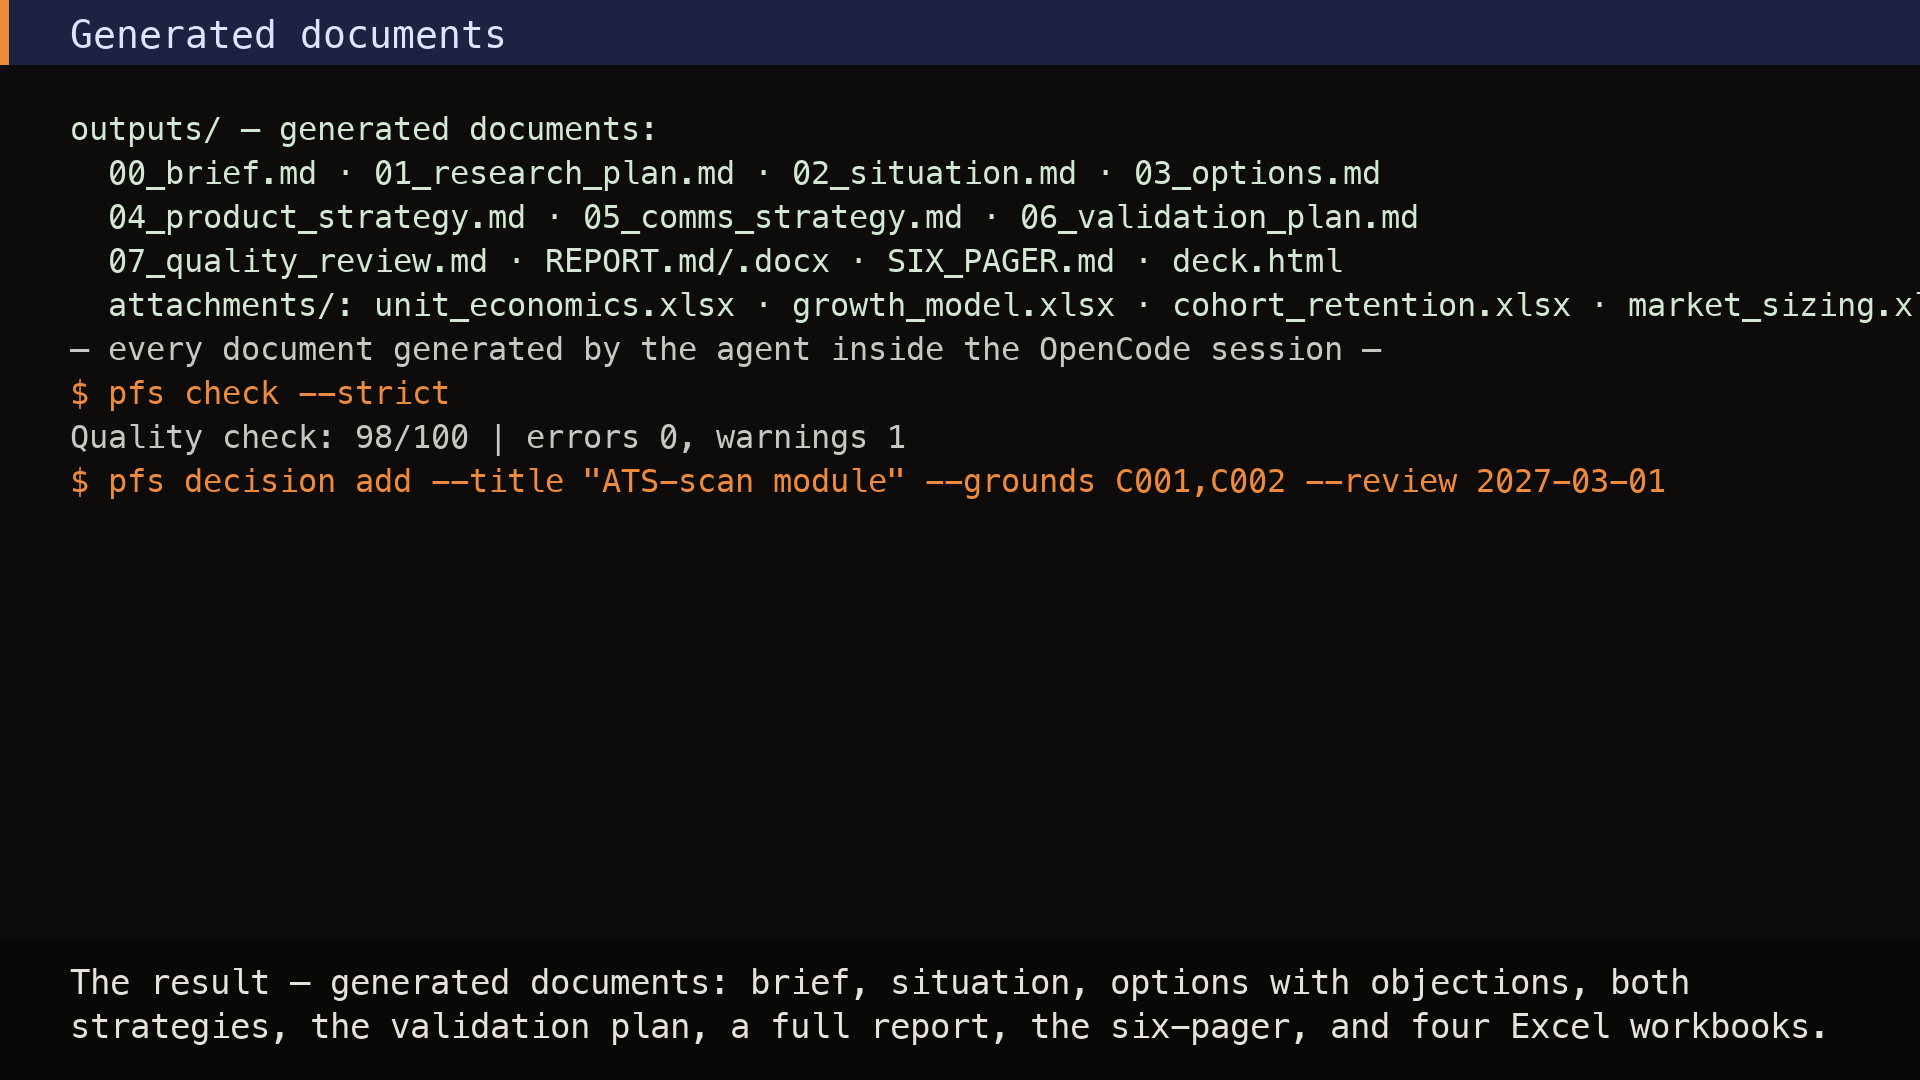 Generated documents
outputs/ — generated documents:
00_brief.md · 01_research_plan.md · 02_situation.md · 03_options.md
04_product_strategy.md · 05_comms_strategy.md · 06_validation_plan.md
07_quality_review.md · REPORT.md/.docx · SIX_PAGER.md · deck.html
attachments/: unit_economics.xlsx · growth_model.xlsx · cohort_retention.xlsx · market_sizing.xl
— every document generated by the agent inside the OpenCode session —
$ pfs check --strict
Quality check: 98/100 | errors 0, warnings 1
$ pfs decision add --title "ATS-scan module" --grounds C001,C002 --review 2027-03-01
The result — generated documents: brief, situation, options with objections, both
strategies, the validation plan, a full report, the six-pager, and four Excel workbooks.